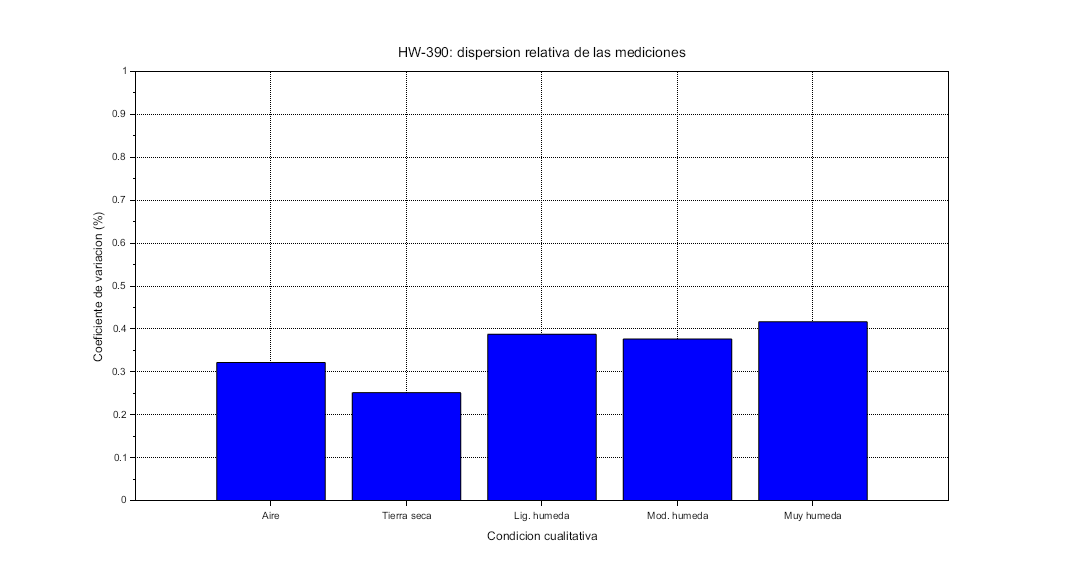 HW-390: dispersion relativa de las mediciones
Coeficiente de variacion (%)
1
0.9
0.8
0.7
0.6
0.5
0.4
0.3
0.2
0.1
0
Aire Tierra seca Lig. humeda Mod. humeda Muy humeda
Condicion cualitativa